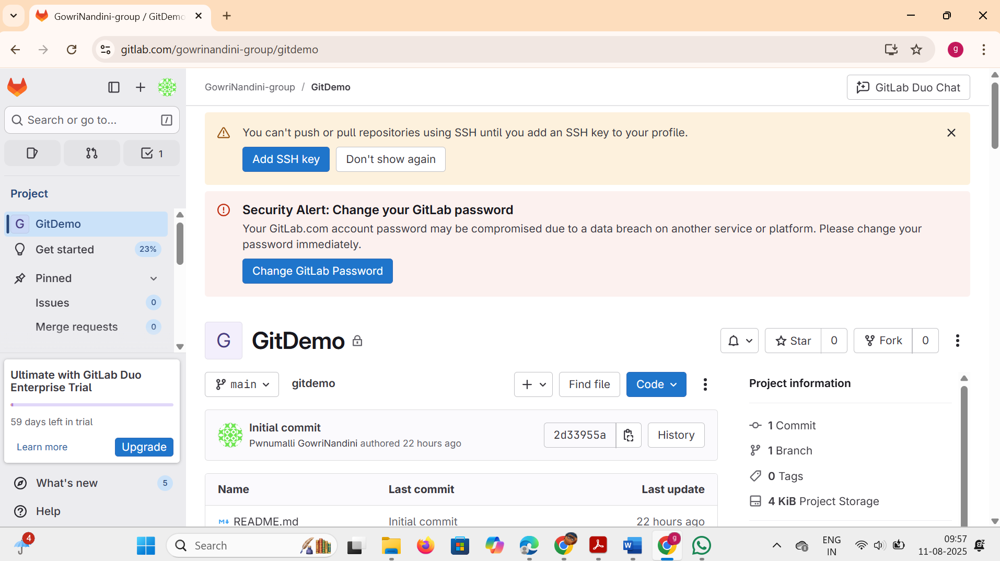 GowriNandini-group / GitDemo
gitlab.com/gowrinandini-group/gitdemo
g
GowriNandini-group / GitDemo
GitLab Duo Chat
Search or go to...
/
1
You can't push or pull repositories using SSH until you add an SSH key to your profile.
Add SSH key
Don't show again
Project
G GitDemo
Get started 23%
Pinned
Issues 0
Merge requests 0
Security Alert: Change your GitLab password
Your GitLab.com account password may be compromised due to a data breach on another service or platform. Please change your
password immediately.
Change GitLab Password
G
GitDemo
Star 0
Fork 0
main
gitdemo
Find file
Code
Ultimate with GitLab Duo
Enterprise Trial
59 days left in trial
Learn more
Upgrade
What's new 5
Help
Initial commit
Pwnumalli GowriNandini authored 22 hours ago
2d33955a
History
Name Last commit Last update
README.md Initial commit 22 hours ago
Project information
1 Commit
1 Branch
0 Tags
4 KiB Project Storage
4
Search
W
g
ENG
IN
09:57
11-08-2025